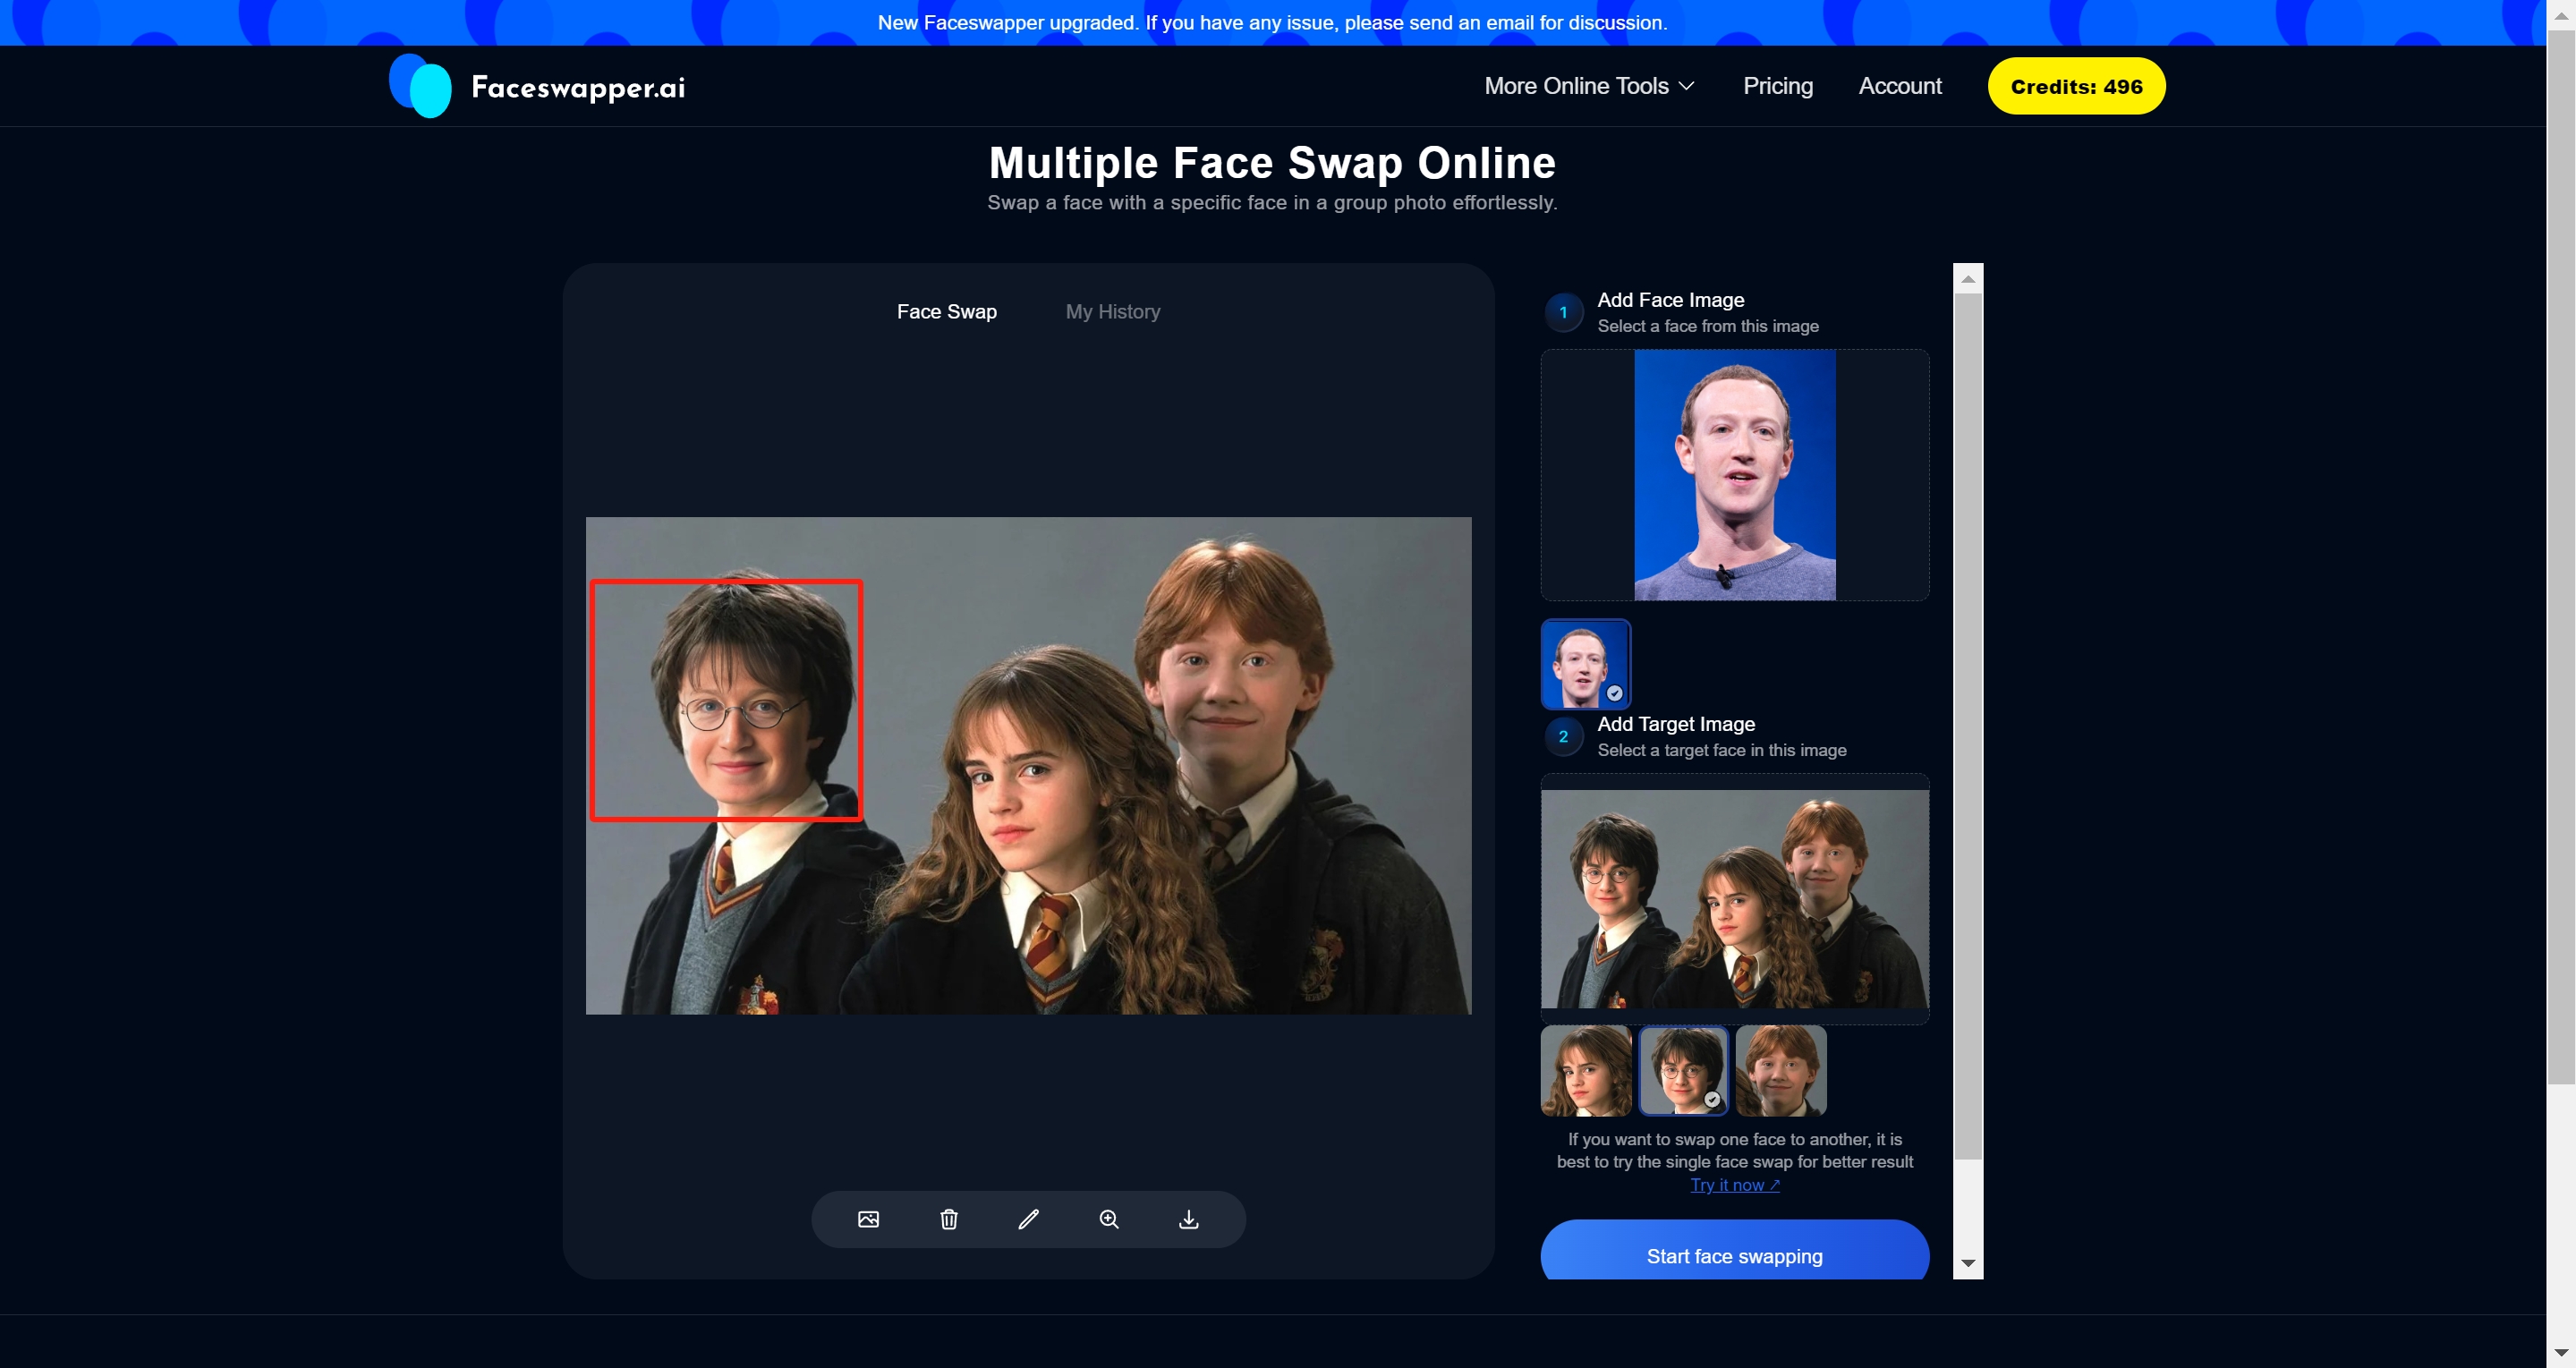 New Faceswapper upgraded. If you have any issue, please send an email for discussion.
Faceswapper.ai
More Online Tools
Pricing
Account
Credits: 496
Multiple Face Swap Online
Swap a face with a specific face in a group photo effortlessly.
Face Swap
My History
1
Add Face Image
Select a face from this image
2
Add Target Image
Select a target face in this image
If you want to swap one face to another, it is
best to try the single face swap for better result
Try it now ↗
Start face swapping